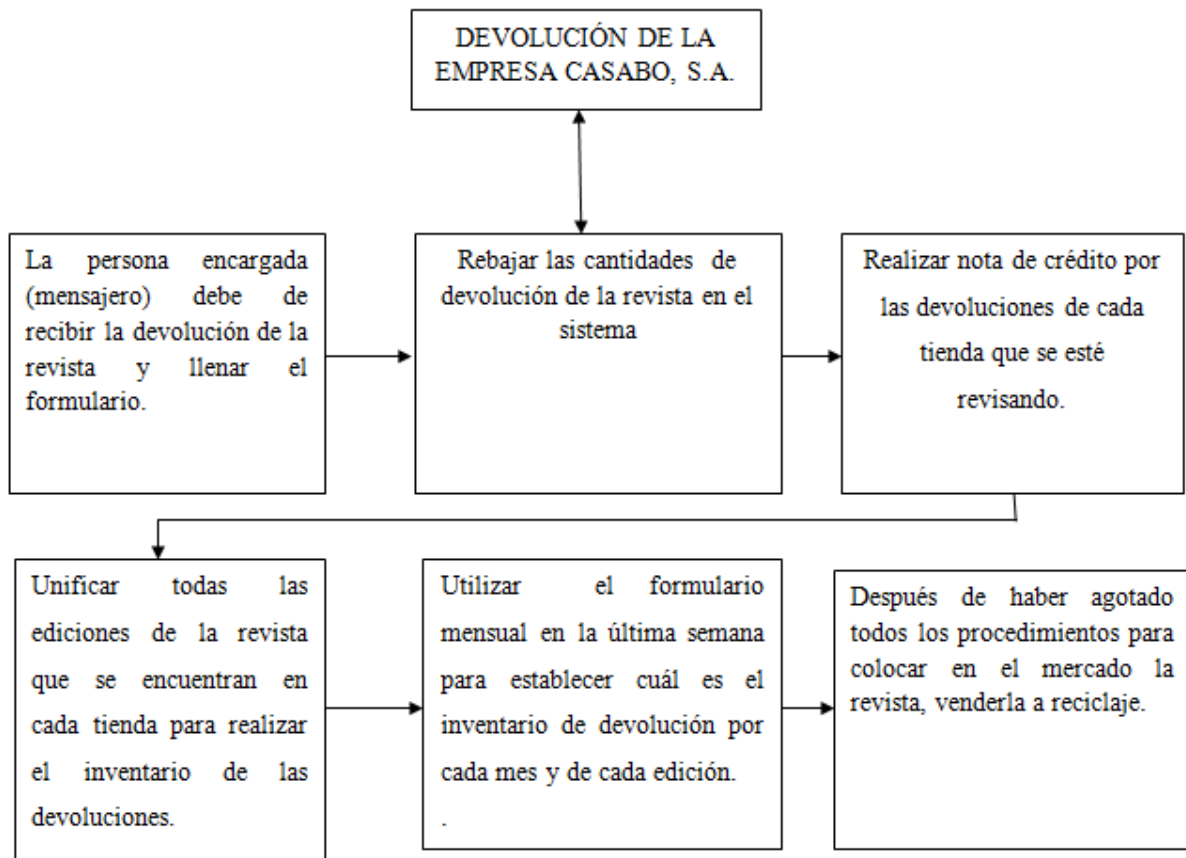 DEVOLUCIÓN DE LA
EMPRESA CASABO, S.A.
La persona encargada
(mensajero) debe de
recibir la devolución de la
revista y llenar el
formulario.
Rebajar las cantidades de
devolución de la revista en el
sistema
Realizar nota de crédito por
las devoluciones de cada
tienda que se esté
revisando.
Unificar todas las
ediciones de la revista
que se encuentran en
cada tienda para realizar
el inventario de las
devoluciones.
Utilizar el formulario
mensual en la última semana
para establecer cuál es el
inventario de devolución por
cada mes y de cada edición.
.
Después de haber agotado
todos los procedimientos para
colocar en el mercado la
revista, venderla a reciclaje.